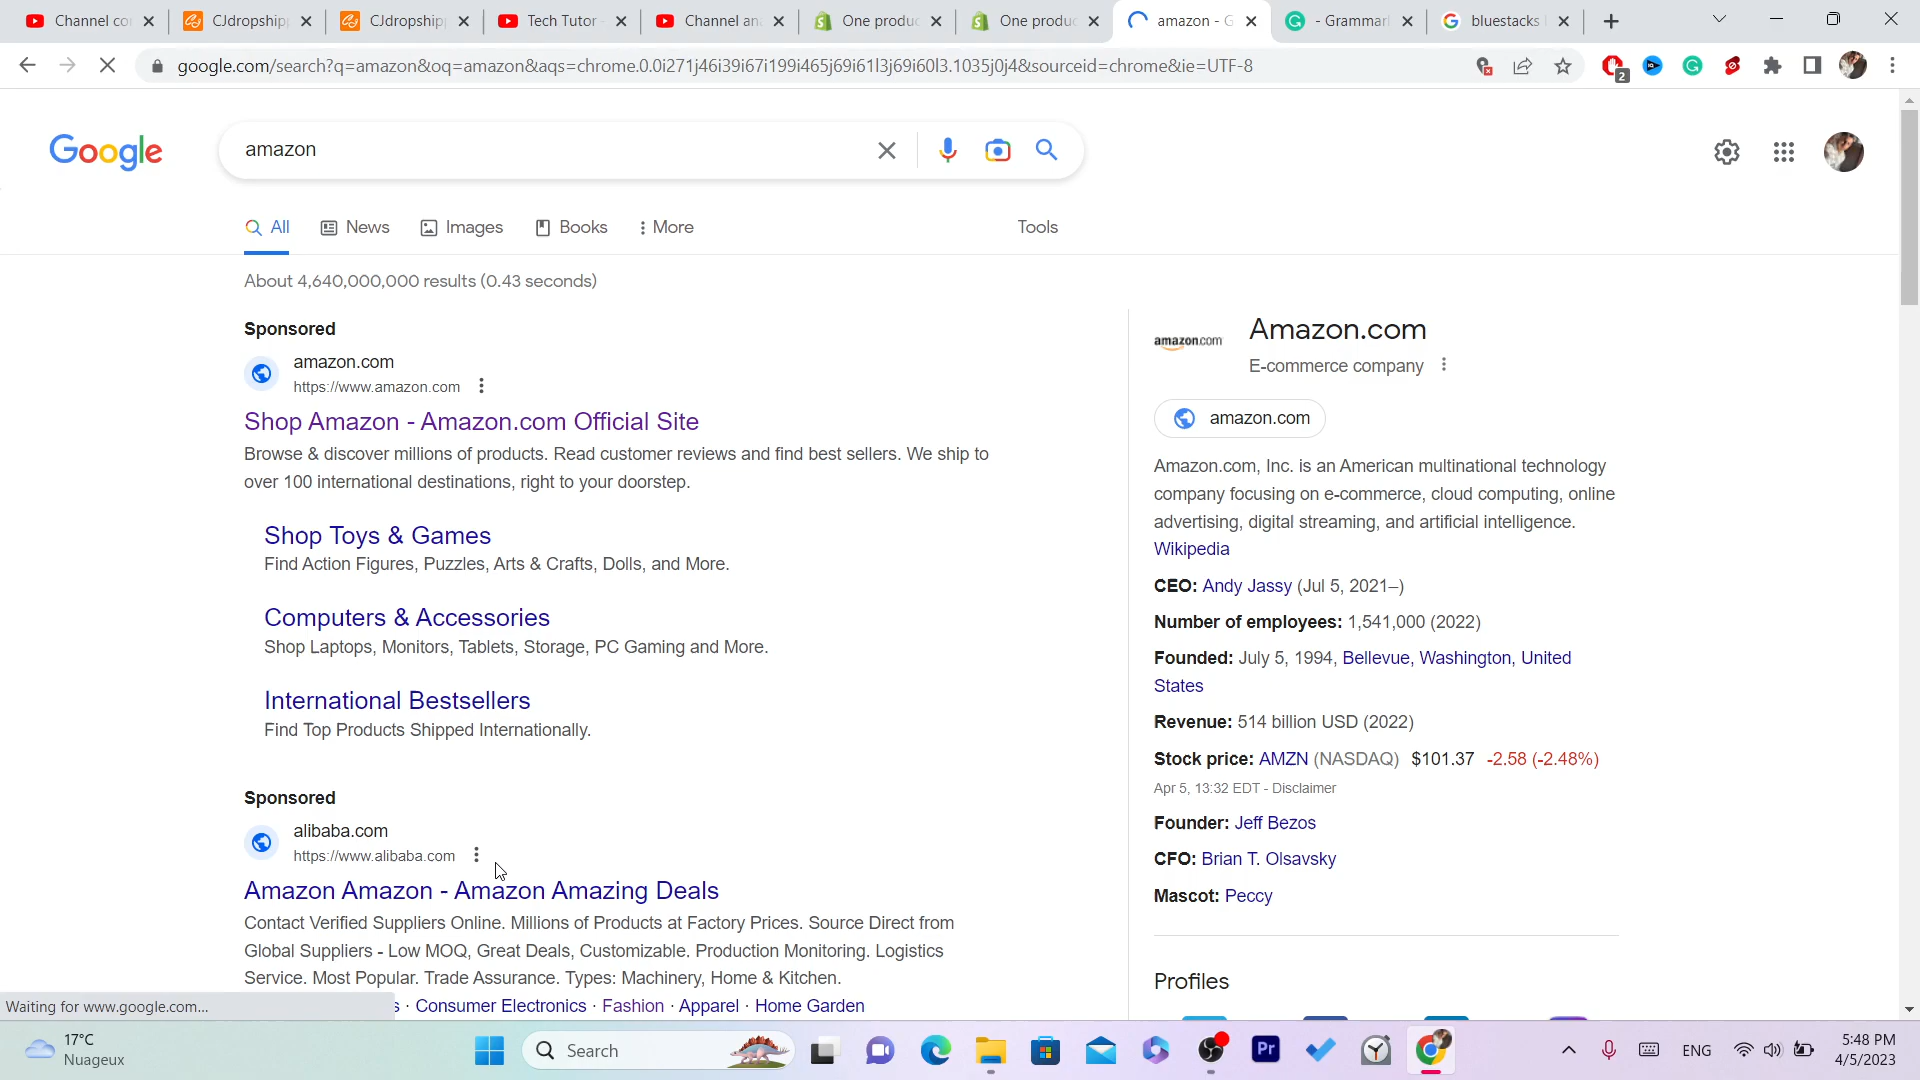 Channel co
CJdropshipp
CJdropshipp
Tech Tutor -
Channel an
One produc
One produc
amazon - G
- Grammarl
bluestacks
google.com/search?q=amazon&oq=amazon&aqs=chrome.0.0i271j46i39i67i199i465j69i61l3j69i60l3.1035j0j4&sourceid=chrome&ie=UTF-8
2
Google
amazon
All
News
Images
Books
More
Tools
About 4,640,000,000 results (0.43 seconds)
Sponsored
amazon.com
https://www.amazon.com
Shop Amazon - Amazon.com Official Site
Browse & discover millions of products. Read customer reviews and find best sellers. We ship to
over 100 international destinations, right to your doorstep.
Shop Toys & Games
Find Action Figures, Puzzles, Arts & Crafts, Dolls, and More.
Computers & Accessories
Shop Laptops, Monitors, Tablets, Storage, PC Gaming and More.
International Bestsellers
Find Top Products Shipped Internationally.
Sponsored
alibaba.com
https://www.alibaba.com
Amazon Amazon - Amazon Amazing Deals
Contact Verified Suppliers Online. Millions of Products at Factory Prices. Source Direct from
Global Suppliers - Low MOQ, Great Deals, Customizable. Production Monitoring. Logistics
Service. Most Popular. Trade Assurance. Types: Machinery, Home & Kitchen.
s · Consumer Electronics · Fashion · Apparel · Home Garden
Waiting for www.google.com...
amazon.com
Amazon.com
E-commerce company
amazon.com
Amazon.com, Inc. is an American multinational technology
company focusing on e-commerce, cloud computing, online
advertising, digital streaming, and artificial intelligence.
Wikipedia
CEO: Andy Jassy (Jul 5, 2021–)
Number of employees: 1,541,000 (2022)
Founded: July 5, 1994, Bellevue, Washington, United
States
Revenue: 514 billion USD (2022)
Stock price: AMZN (NASDAQ) $101.37 -2.58 (-2.48%)
Apr 5, 13:32 EDT - Disclaimer
Founder: Jeff Bezos
CFO: Brian T. Olsavsky
Mascot: Peccy
Profiles
17°C
Nuageux
Search
Pr
ENG
5:48 PM
4/5/2023